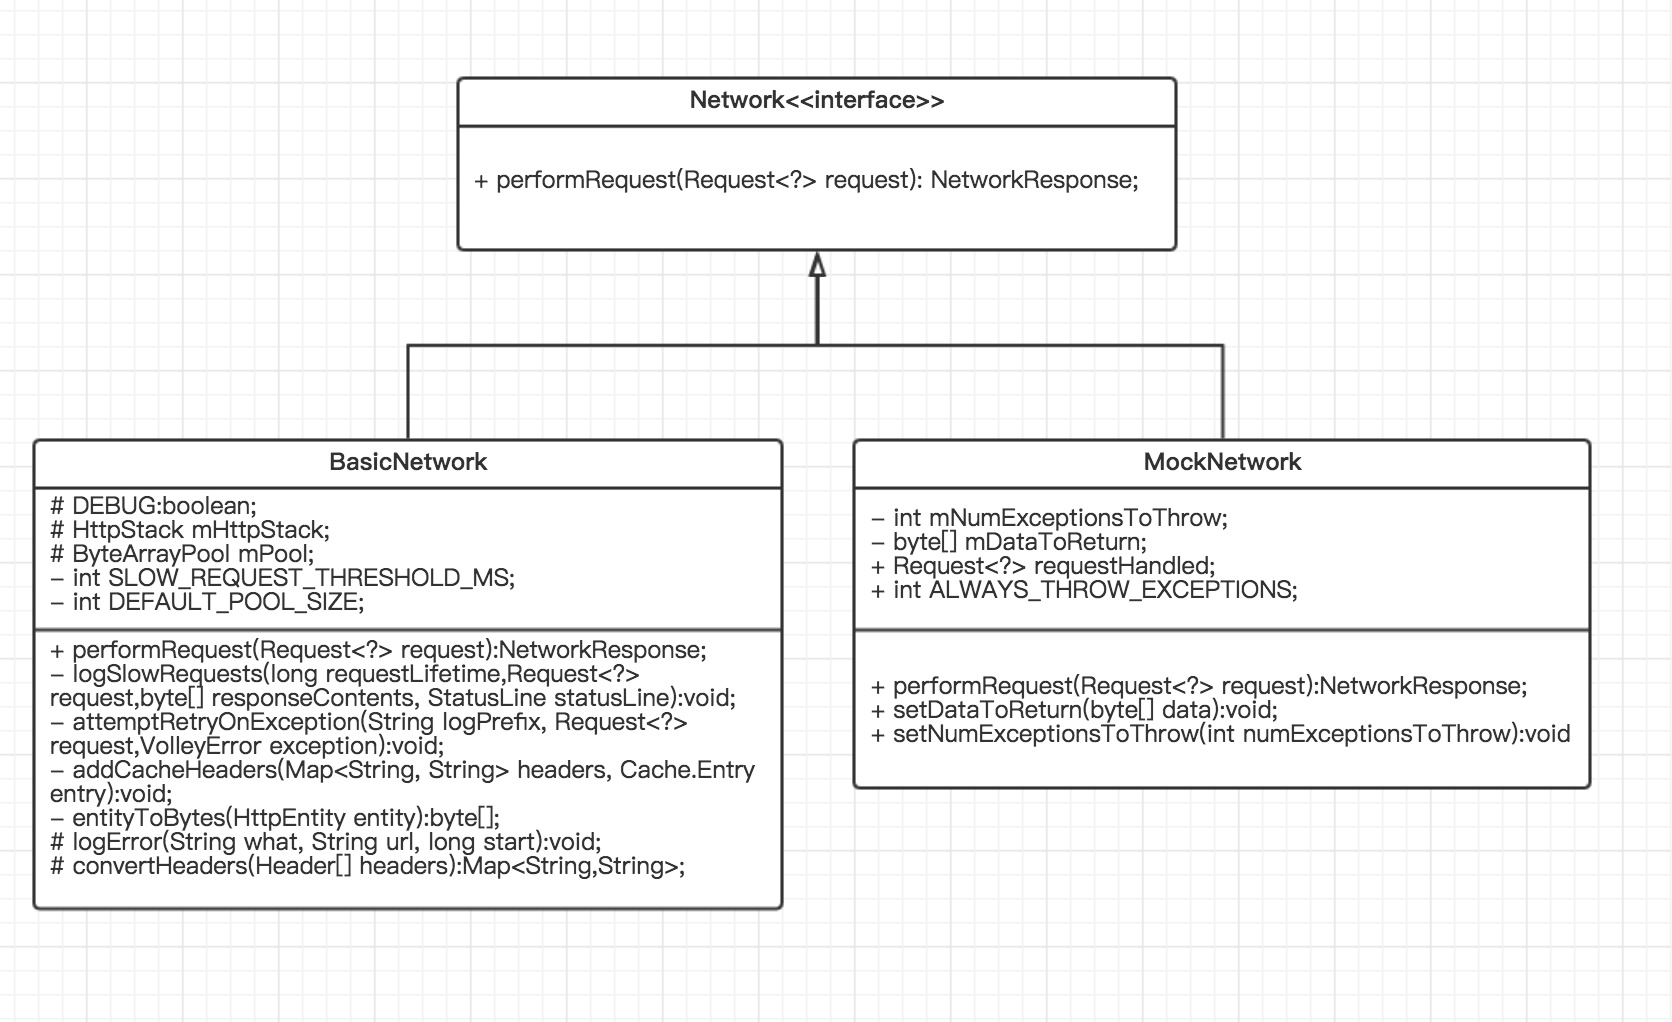 Network<<interface>>
+ performRequest(Request<?> request): NetworkResponse;
BasicNetwork
# DEBUG:boolean;
# HttpStack mHttpStack;
# ByteArrayPool mPool;
– int SLOW_REQUEST_THRESHOLD_MS;
– int DEFAULT_POOL_SIZE;
+ performRequest(Request<?> request):NetworkResponse;
– logSlowRequests(long requestLifetime,Request<?>
request,byte[] responseContents, StatusLine statusLine):void;
– attemptRetryOnException(String logPrefix, Request<?>
request,VolleyError exception):void;
– addCacheHeaders(Map<String, String> headers, Cache.Entry
entry):void;
– entityToBytes(HttpEntity entity):byte[];
# logError(String what, String url, long start):void;
# convertHeaders(Header[] headers):Map<String,String>;
MockNetwork
– int mNumExceptionsToThrow;
– byte[] mDataToReturn;
+ Request<?> requestHandled;
+ int ALWAYS_THROW_EXCEPTIONS;
+ performRequest(Request<?> request):NetworkResponse;
+ setDataToReturn(byte[] data):void;
+ setNumExceptionsToThrow(int numExceptionsToThrow):void